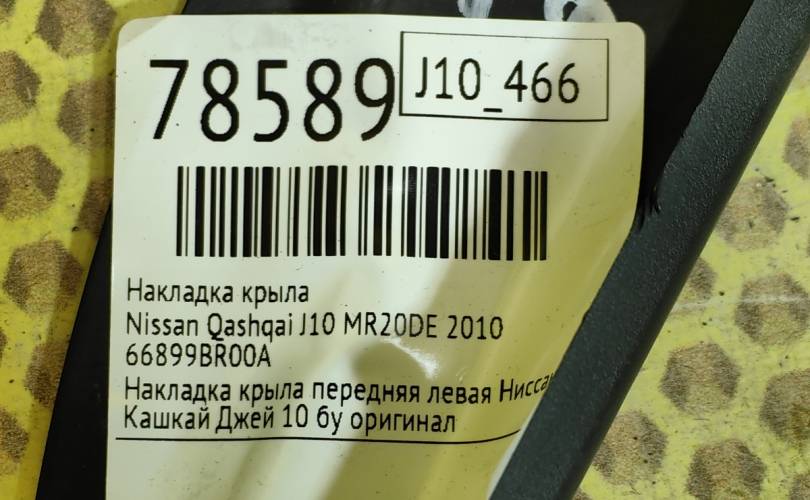 78589
J10_466
Накладка крыла
Nissan Qashqai J10 MR20DE 2010
66899BR00A
Накладка крыла передняя левая Ниссан
Кашкай Джей 10 бу оригинал